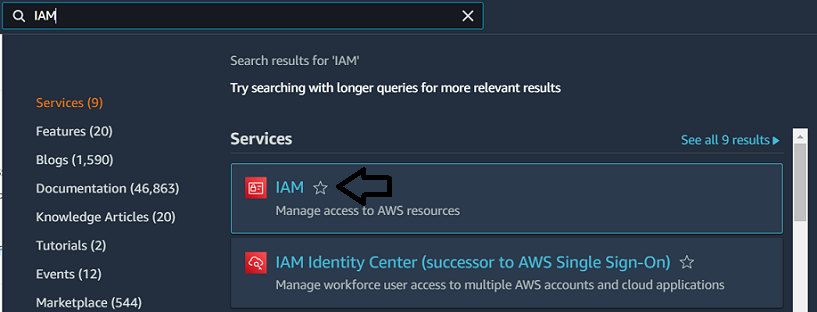 IAM
Search results for 'IAM'
Try searching with longer queries for more relevant results
Services (9)
Features (20)
Blogs (1,590)
Documentation (46,863)
Knowledge Articles (20)
Tutorials (2)
Events (12)
Marketplace (544)
Services
See all 9 results
IAM
Manage access to AWS resources
IAM Identity Center (successor to AWS Single Sign-On)
Manage workforce user access to multiple AWS accounts and cloud applications